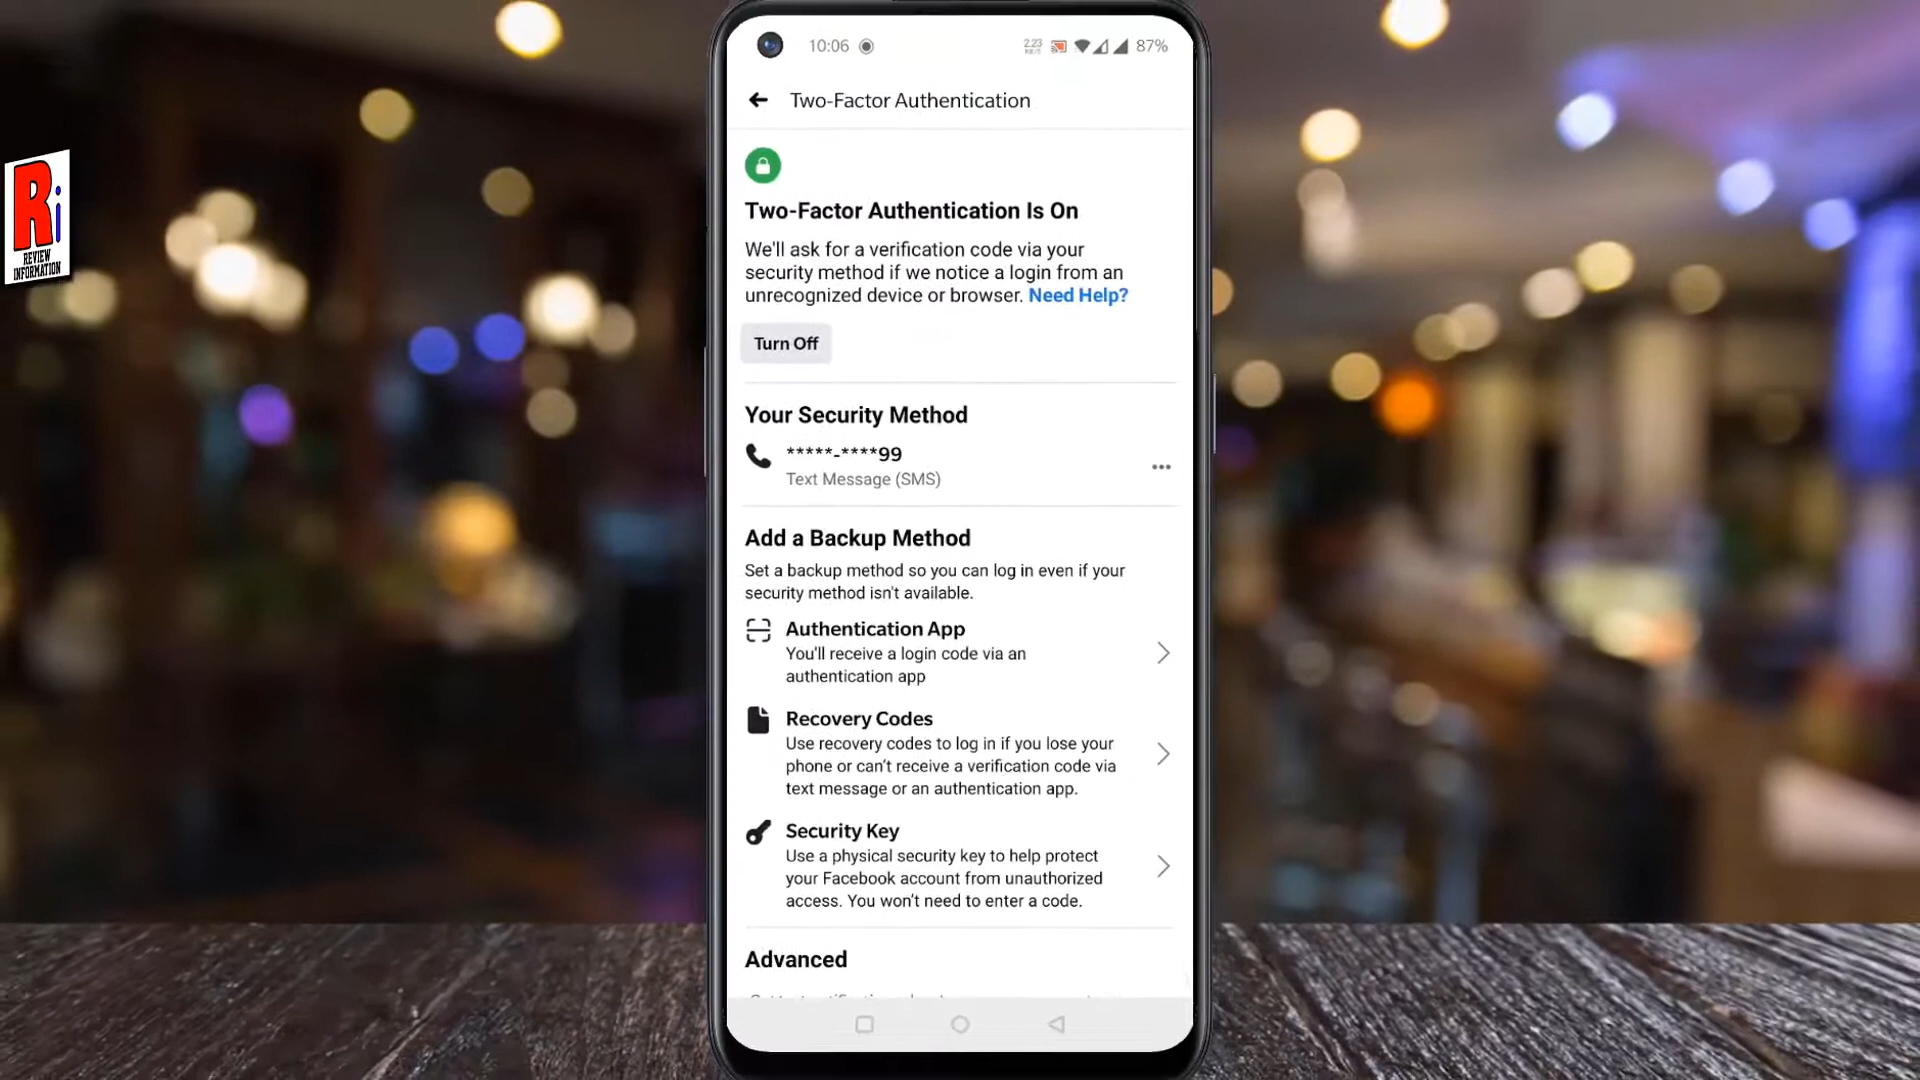 10:06
2.23
87%
Two-Factor Authentication
Two-Factor Authentication Is On
We'll ask for a verification code via your
security method if we notice a login from an
unrecognized device or browser. Need Help?
Turn Off
Your Security Method
*****-****99
Text Message (SMS)
Add a Backup Method
Set a backup method so you can log in even if your
security method isn't available.
Authentication App
You'll receive a login code via an
authentication app
Recovery Codes
Use recovery codes to log in if you lose your
phone or can't receive a verification code via
text message or an authentication app.
Security Key
Use a physical security key to help protect
your Facebook account from unauthorized
access. You won't need to enter a code.
Advanced
Ri
REVIEW
INFORMATION